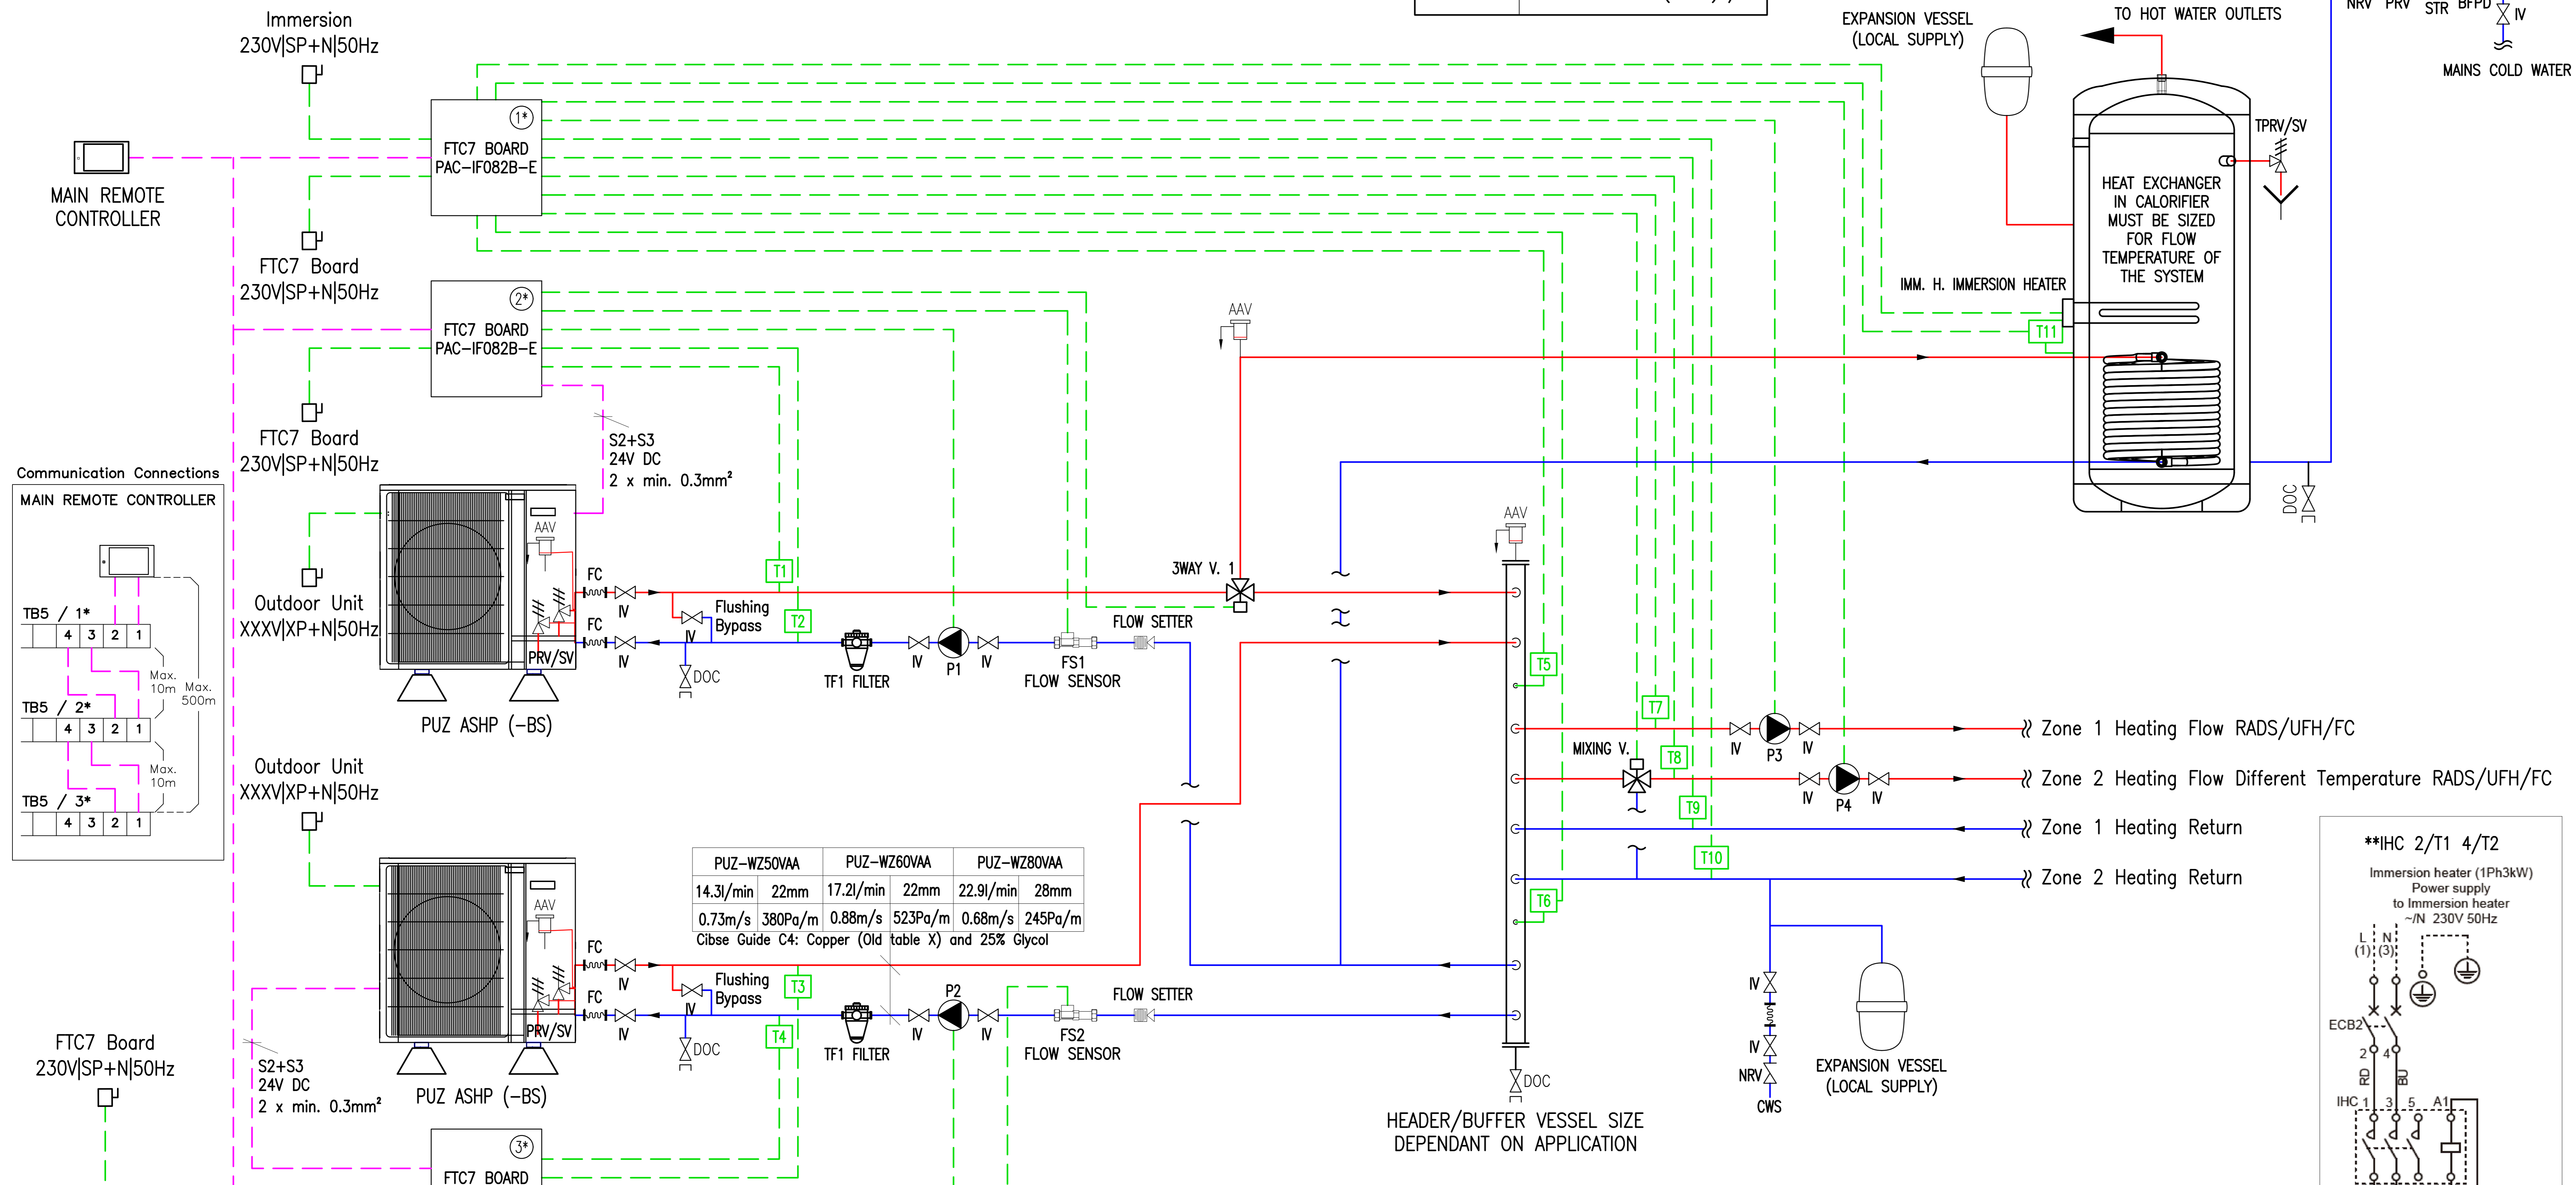 Immersion
230V|SP+N|50Hz
EXPANSION VESSEL
(LOCAL SUPPLY)
TO HOT WATER OUTLETS
NRV PRV STR BFPD
IV
MAINS COLD WATER
1*
FTC7 BOARD
PAC-IF082B-E
MAIN REMOTE
CONTROLLER
TPRV/SV
HEAT EXCHANGER
IN CALORIFIER
MUST BE SIZED
FOR FLOW
TEMPERATURE OF
THE SYSTEM
FTC7 Board
230V|SP+N|50Hz
IMM. H. IMMERSION HEATER
T11
2*
FTC7 BOARD
PAC-IF082B-E
AAV
FTC7 Board
230V|SP+N|50Hz
S2+S3
24V DC
2 x min. 0.3mm²
DOC
Communication Connections
MAIN REMOTE CONTROLLER
TB5 / 1*
4 3 2 1
Max.
10m
Max.
500m
TB5 / 2*
4 3 2 1
Max.
10m
TB5 / 3*
4 3 2 1
Outdoor Unit
XXXV|XP+N|50Hz
AAV
PRV/SV
PUZ ASHP (-BS)
FC
IV
FC
IV
Flushing
Bypass
IV
DOC
T1
T2
TF1 FILTER
IV
P1
IV
FS1
FLOW SENSOR
FLOW SETTER
3WAY V. 1
AAV
T5
T7
MIXING V.
T8
T9
T10
T6
IV
P3
IV
IV
P4
IV
Zone 1 Heating Flow RADS/UFH/FC
Zone 2 Heating Flow Different Temperature RADS/UFH/FC
Zone 1 Heating Return
Zone 2 Heating Return
Outdoor Unit
XXXV|XP+N|50Hz
PUZ-WZ50VAA PUZ-WZ60VAA PUZ-WZ80VAA
14.3l/min 22mm 17.2l/min 22mm 22.9l/min 28mm
0.73m/s 380Pa/m 0.88m/s 523Pa/m 0.68m/s 245Pa/m
Cibse Guide C4: Copper (Old table X) and 25% Glycol
AAV
PRV/SV
PUZ ASHP (-BS)
FC
IV
FC
IV
Flushing
Bypass
IV
DOC
T3
T4
TF1 FILTER
IV
P2
IV
FS2
FLOW SENSOR
FLOW SETTER
DOC
HEADER/BUFFER VESSEL SIZE
DEPENDANT ON APPLICATION
IV
IV
NRV
CWS
EXPANSION VESSEL
(LOCAL SUPPLY)
FTC7 Board
230V|SP+N|50Hz
S2+S3
24V DC
2 x min. 0.3mm²
3*
FTC7 BOARD
**IHC 2/T1 4/T2
Immersion heater (1Ph3kW)
Power supply
to Immersion heater
~/N 230V 50Hz
L N
(1) (3)
ECB2
2 4
RD BU
IHC 1 3 5 A1